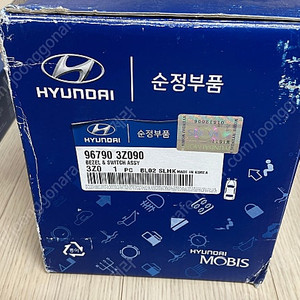 HYUNDAI
순정부품
HYUNDAI
순정부품
96790 3Z090
BEZEL & SWITCH ASSY
3Z0 1 PC BL02 SLHK MADE IN KOREA
HYUNDAI
MOBIS